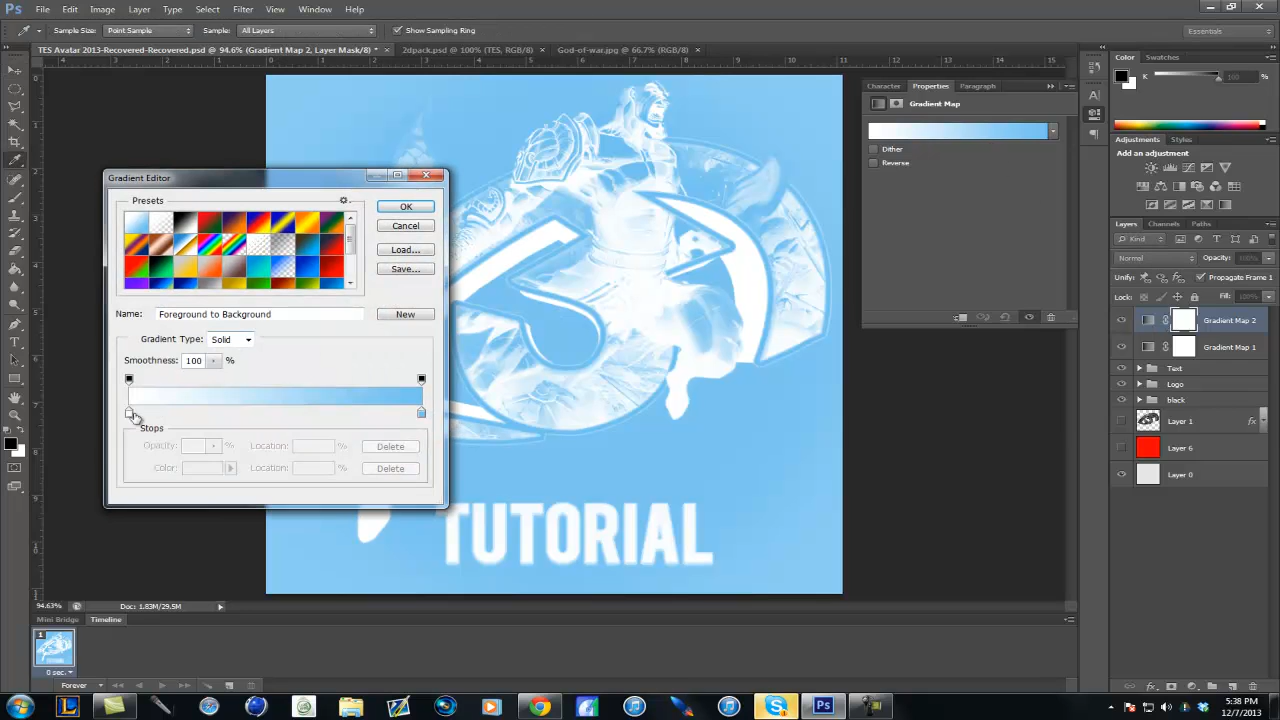 Ps File Edit Image Layer Type Select Filter View Window Help
Sample Size: Point Sample Sample: All Layers Show Sampling Ring Essentials
TES Avatar 2013-Recovered-Recovered.psd @ 94.6% (Gradient Map 2, Layer Mask/8) * 2dpack.psd @ 100% (TES, RGB/8) God-of-war.jpg @ 66.7% (RGB/8)
Color Swatches
K 100 %
Character Properties Paragraph
Gradient Map
Dither
Reverse
Adjustments Styles
Add an adjustment
Gradient Editor
Presets
OK
Cancel
Load...
Save...
Name: Foreground to Background New
Gradient Type: Solid
Smoothness: 100 %
Stops
Opacity: % Location: % Delete
Color: Location: % Delete
Layers Channels Paths
Kind
Normal Opacity: 100%
Unify: Propagate Frame 1
Lock: Fill: 100%
Gradient Map 2
Gradient Map 1
Text
Logo
black
Layer 1 fx
Layer 6
Layer 0
TUTORIAL
94.63% Doc: 1.83M/29.5M
Mini Bridge Timeline
1
TUTORIAL
0 sec.
Forever
5:38 PM
12/7/2013